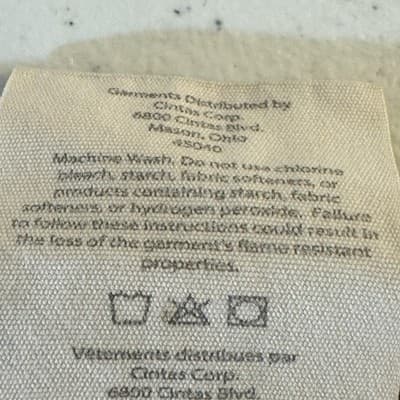 Garments Distributed by
Cintas Corp.
6800 Cintas Blvd.
Mason, Ohio
45040
Machine Wash. Do not use chlorine
bleach, starch, fabric softeners, or
products containing starch, fabric
softeners, or hydrogen peroxide. Failure
to follow these instructions could result in
the loss of the garment's flame resistant
properties.
Vêtements distribues par
Cintas Corp.
6800 Cintas Blvd.